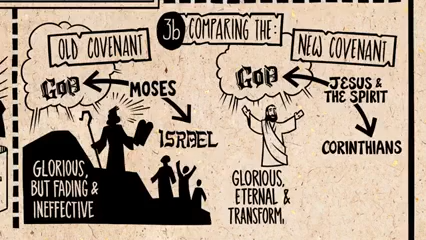 3b COMPARING THE:
OLD COVENANT
GOD
MOSES
ISRAEL
GLORIOUS,
BUT FADING &
INEFFECTIVE
NEW COVENANT
GOD
JESUS &
THE SPIRIT
CORINTHIANS
GLORIOUS,
ETERNAL &
TRANSFORM.